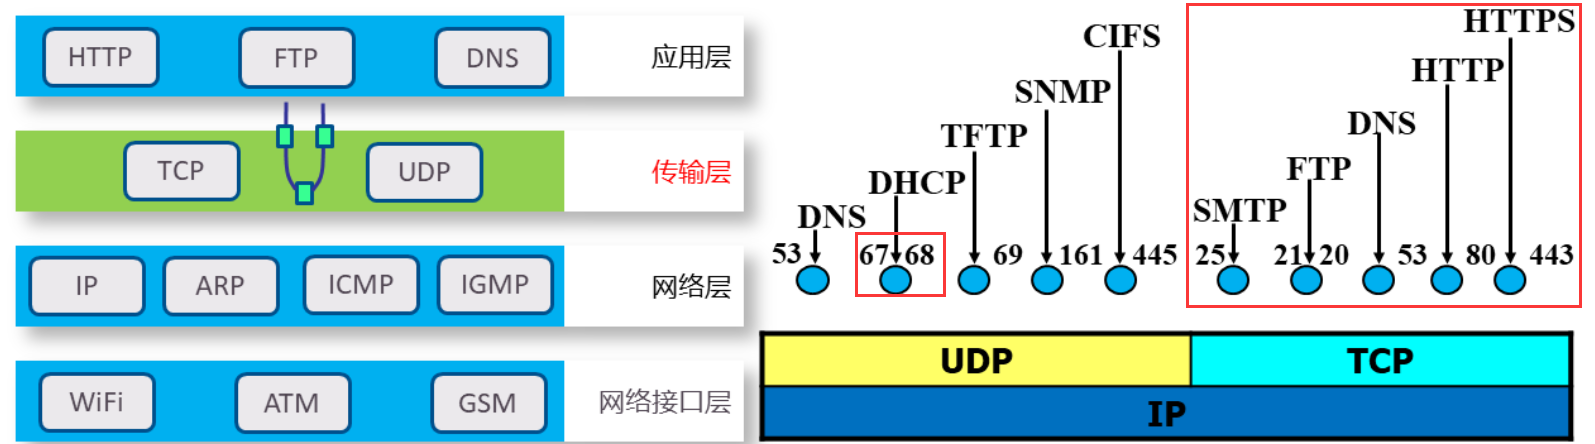 HTTP FTP DNS 应用层
TCP UDP 传输层
IP ARP ICMP IGMP 网络层
WiFi ATM GSM 网络接口层
HTTPS
CIFS
HTTP
SNMP
DNS
TFTP
FTP
DHCP
SMTP
DNS
53 67 68 69 161 445 25 21 20 53 80 443
UDP TCP
IP